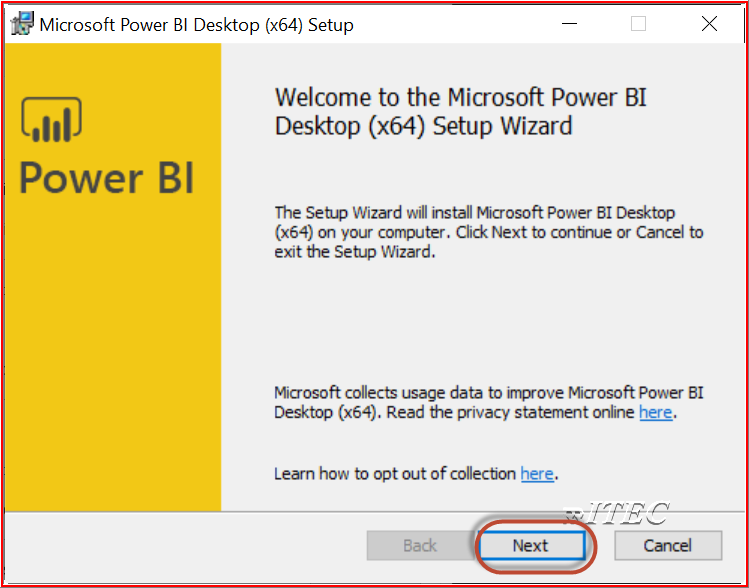 Microsoft Power BI Desktop (x64) Setup
Power BI
Welcome to the Microsoft Power BI
Desktop (x64) Setup Wizard
The Setup Wizard will install Microsoft Power BI Desktop
(x64) on your computer. Click Next to continue or Cancel to
exit the Setup Wizard.
Microsoft collects usage data to improve Microsoft Power BI
Desktop (x64). Read the privacy statement online here.
Learn how to opt out of collection here.
ITEC
Back
Next
Cancel